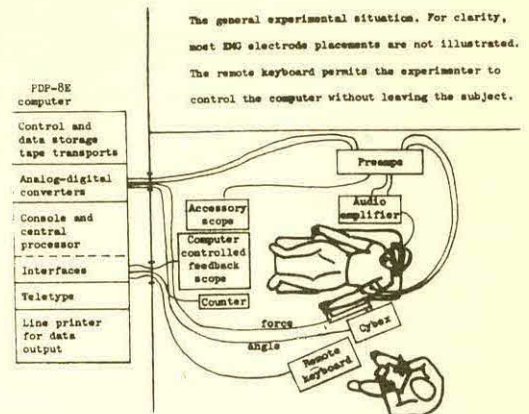 The general experimental situation. For clarity,
most EMG electrode placements are not illustrated.
The remote keyboard permits the experimenter to
control the computer without leaving the subject.
PDP-8E
computer
Control and
data storage
tape transports
Analog-digital
converters
Console and
central
processor
Interfaces
Teletype
Line printer
for data
output
Preamps
Audio
amplifier
Accessory
scope
Computer
controlled
feedback
scope
Counter
force
Angle
Cybex
Remote
keyboard